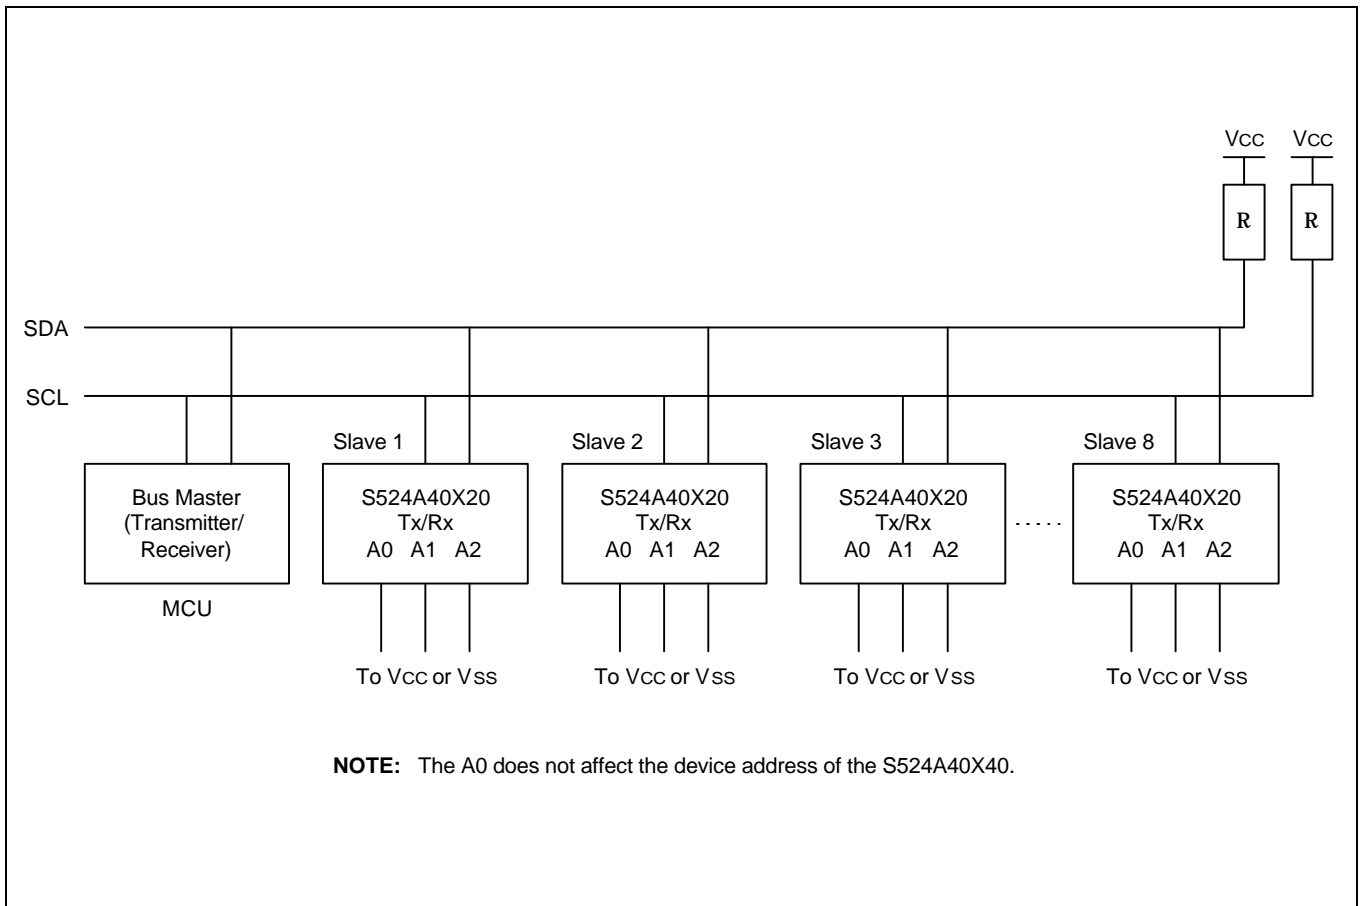 VCC VCC
R R
SDA
SCL
Slave 1 Slave 2 Slave 3 Slave 8
Bus Master
(Transmitter/
Receiver)
MCU
S524A40X20
Tx/Rx
A0 A1 A2
To VCC or VSS
S524A40X20
Tx/Rx
A0 A1 A2
To VCC or VSS
S524A40X20
Tx/Rx
A0 A1 A2
To VCC or VSS
.....
S524A40X20
Tx/Rx
A0 A1 A2
To VCC or VSS
NOTE: The A0 does not affect the device address of the S524A40X40.